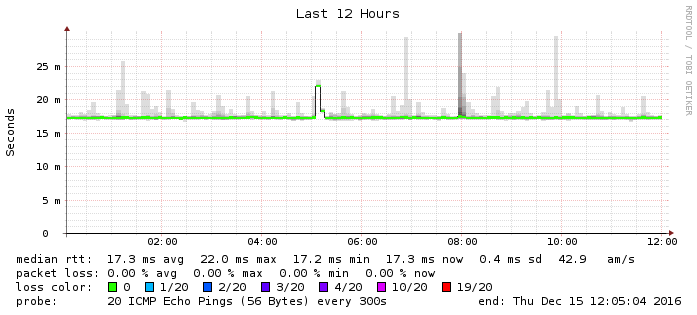 Last 12 Hours
RRDTOOL / TOBI OETIKER
Seconds
25 m
20 m
15 m
10 m
5 m
0
02:00 04:00 06:00 08:00 10:00 12:00
median rtt: 17.3 ms avg 22.0 ms max 17.2 ms min 17.3 ms now 0.4 ms sd 42.9 am/s
packet loss: 0.00 % avg 0.00 % max 0.00 % min 0.00 % now
loss color: 0 1/20 2/20 3/20 4/20 10/20 19/20
probe: 20 ICMP Echo Pings (56 Bytes) every 300s end: Thu Dec 15 12:05:04 2016